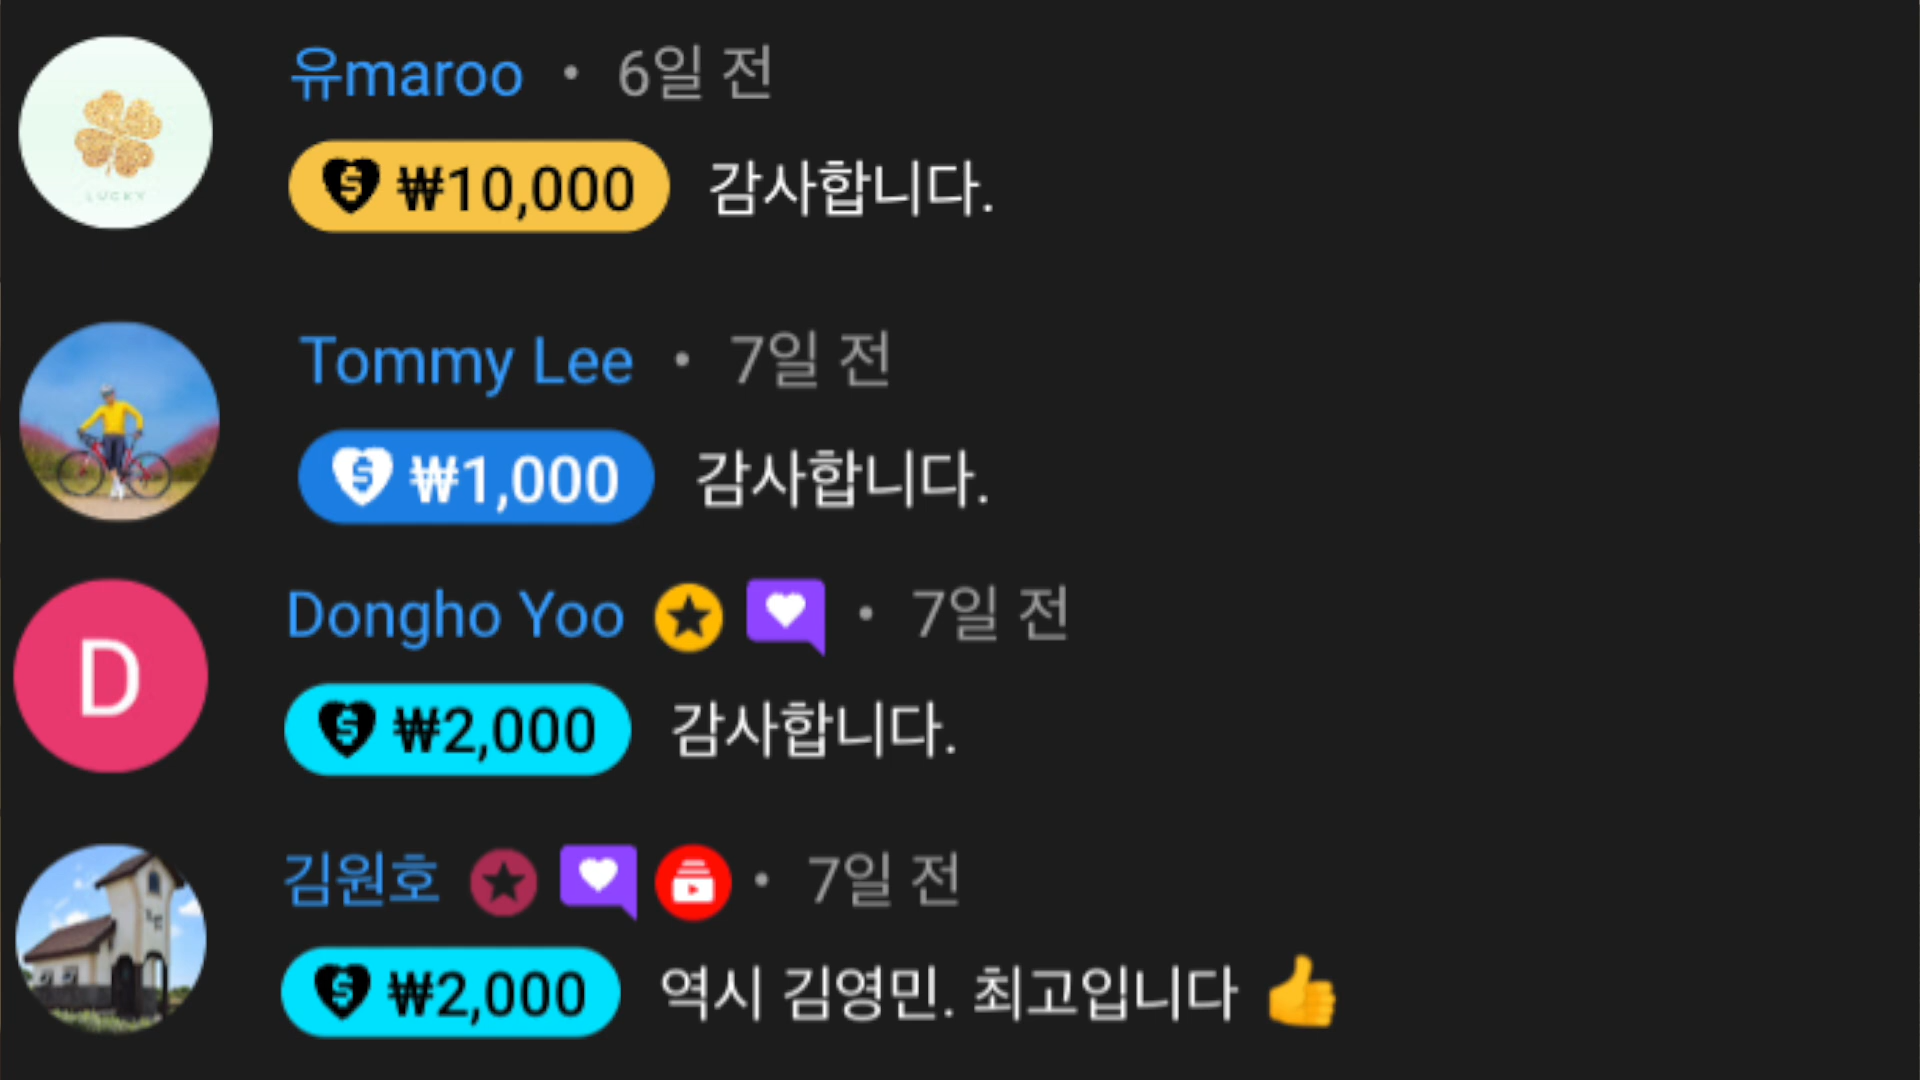 유maroo • 6일 전
LUCKY
₩10,000 감사합니다.
Tommy Lee • 7일 전
₩1,000 감사합니다.
Dongho Yoo • 7일 전
D
₩2,000 감사합니다.
김원호 • 7일 전
₩2,000 역시 김영민. 최고입니다 👍